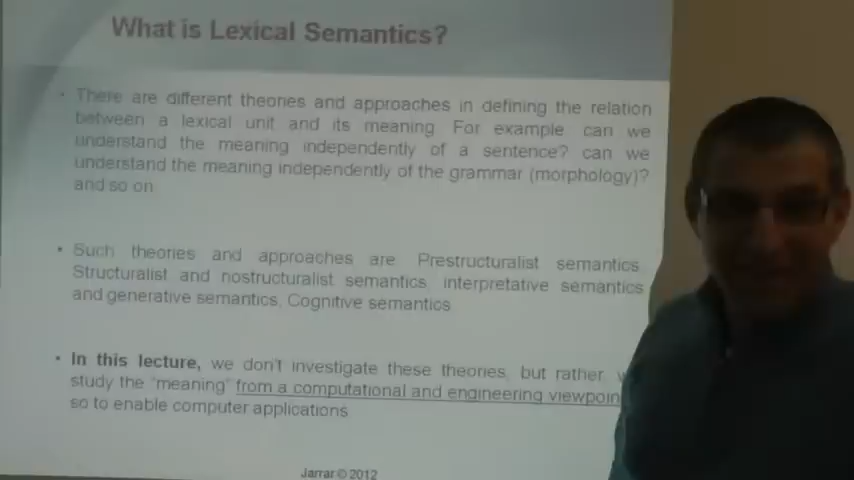 What is Lexical Semantics?
• There are different theories and approaches in defining the relation
between a lexical unit and its meaning. For example can we
understand the meaning independently of a sentence? can we
understand the meaning independently of the grammar (morphology)?
and so on
• Such theories and approaches are Prestructuralist semantics,
Structuralist and nostructuralist semantics, interpretative semantics
and generative semantics, Cognitive semantics
• In this lecture, we don't investigate these theories, but rather
study the "meaning" from a computational and engineering viewpoin
so to enable computer applications
Jarrar © 2012